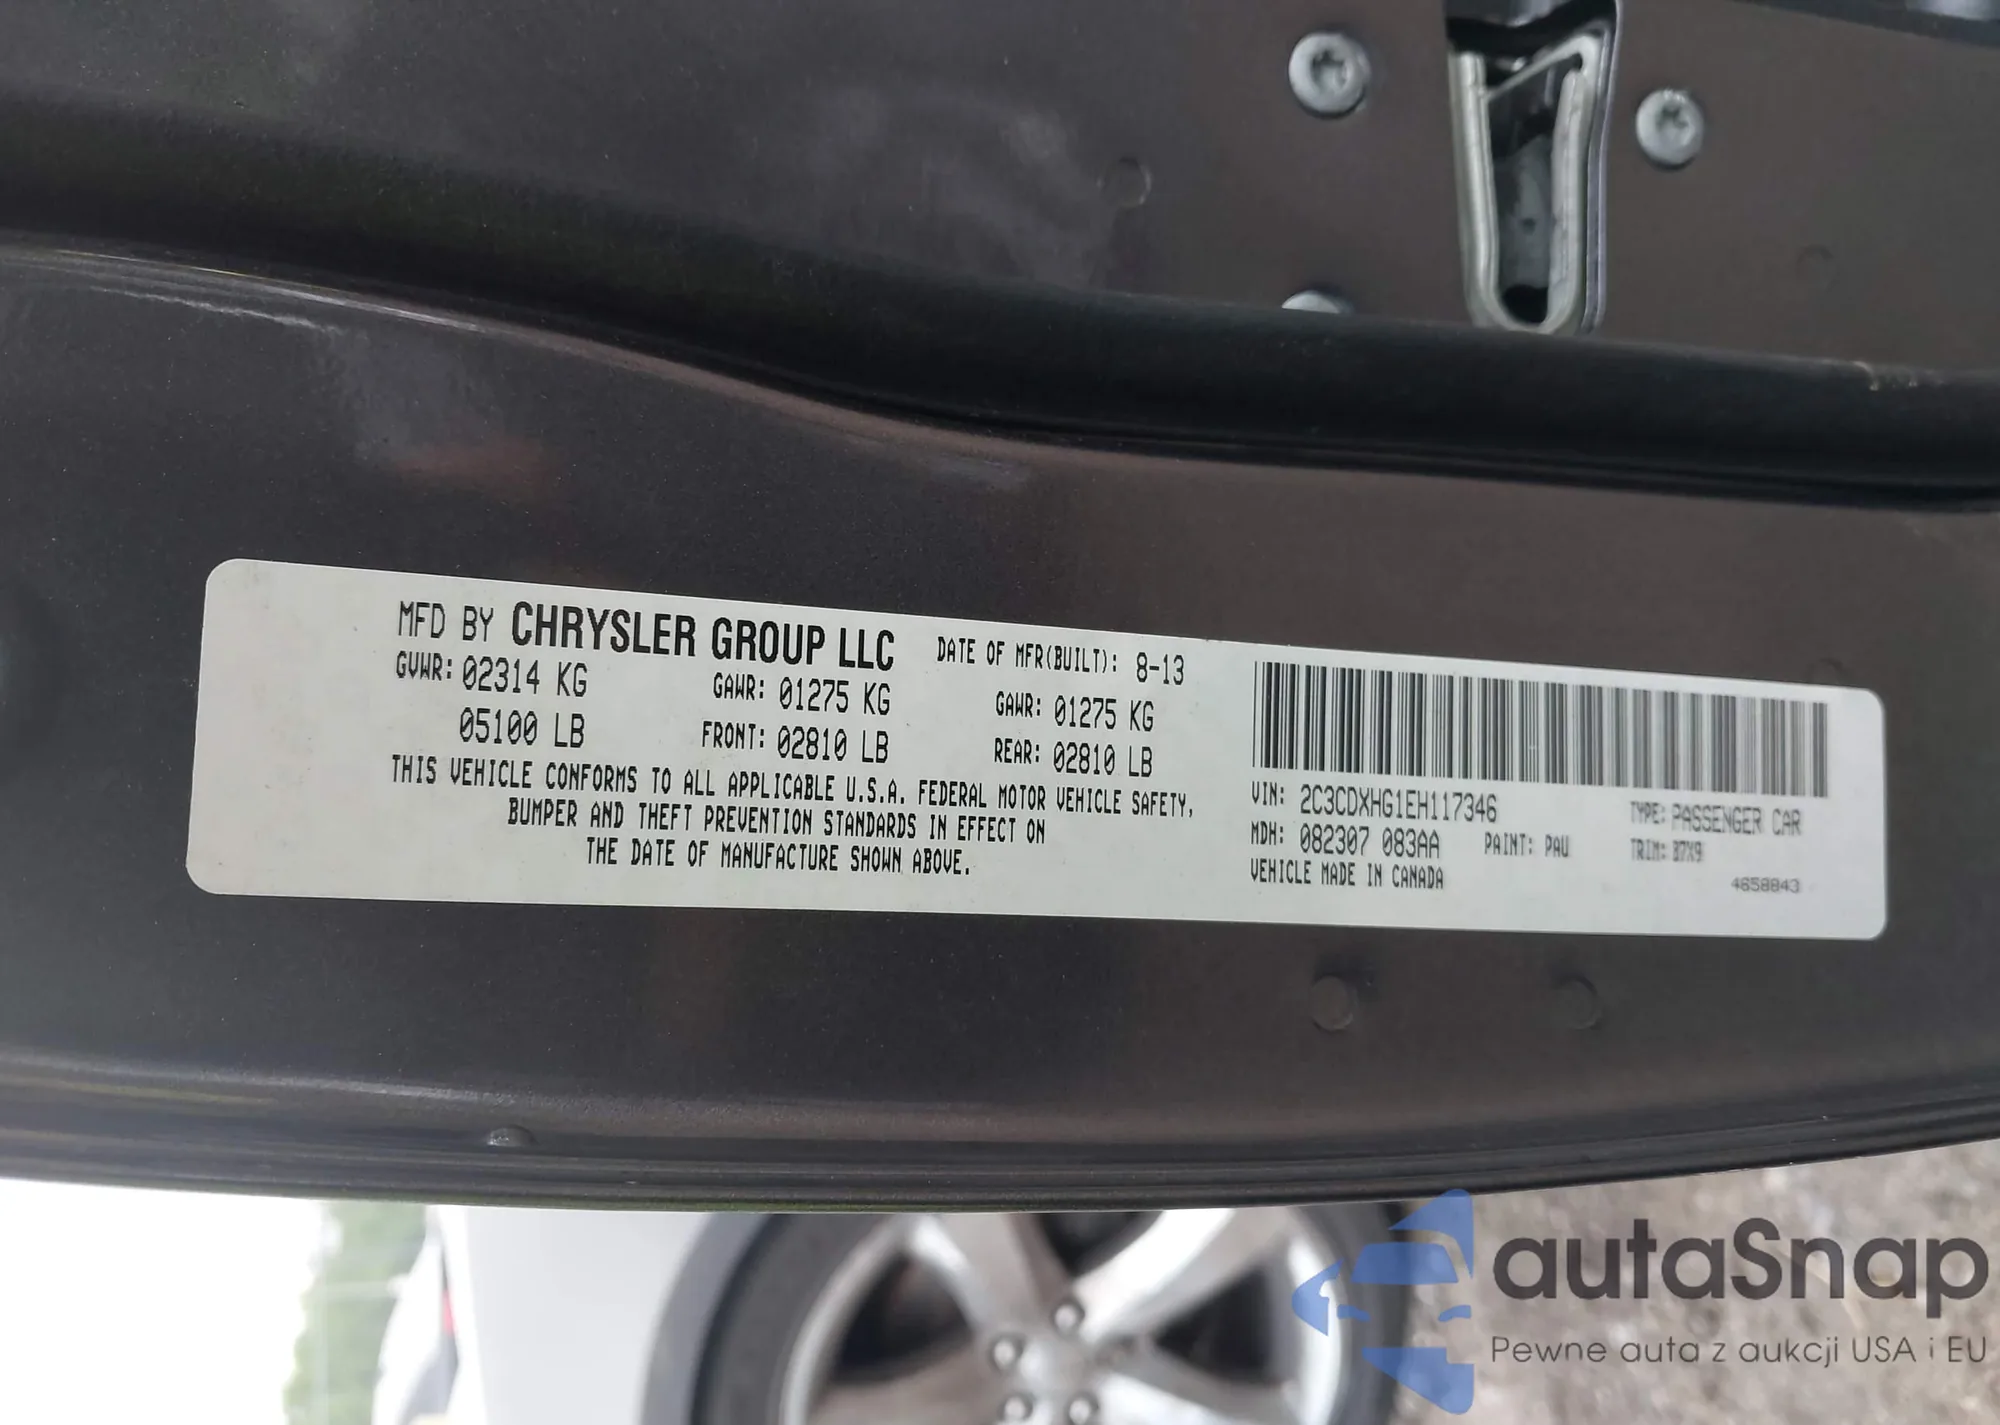 MFD BY CHRYSLER GROUP LLC DATE OF MFR(BUILT): 8-13
GVWR: 02314 KG GAWR: 01275 KG GAWR: 01275 KG
05100 LB FRONT: 02810 LB REAR: 02810 LB
THIS VEHICLE CONFORMS TO ALL APPLICABLE U.S.A. FEDERAL MOTOR VEHICLE SAFETY,
BUMPER AND THEFT PREVENTION STANDARDS IN EFFECT ON
THE DATE OF MANUFACTURE SHOWN ABOVE.
VIN: 2C3CDXHG1EH117346 TYPE: PASSENGER CAR
MDH: 082307 083AA PAINT: PAU TRIM: B7X9
VEHICLE MADE IN CANADA 4658843
autaSnap
Pewne auta z aukcji USA i EU